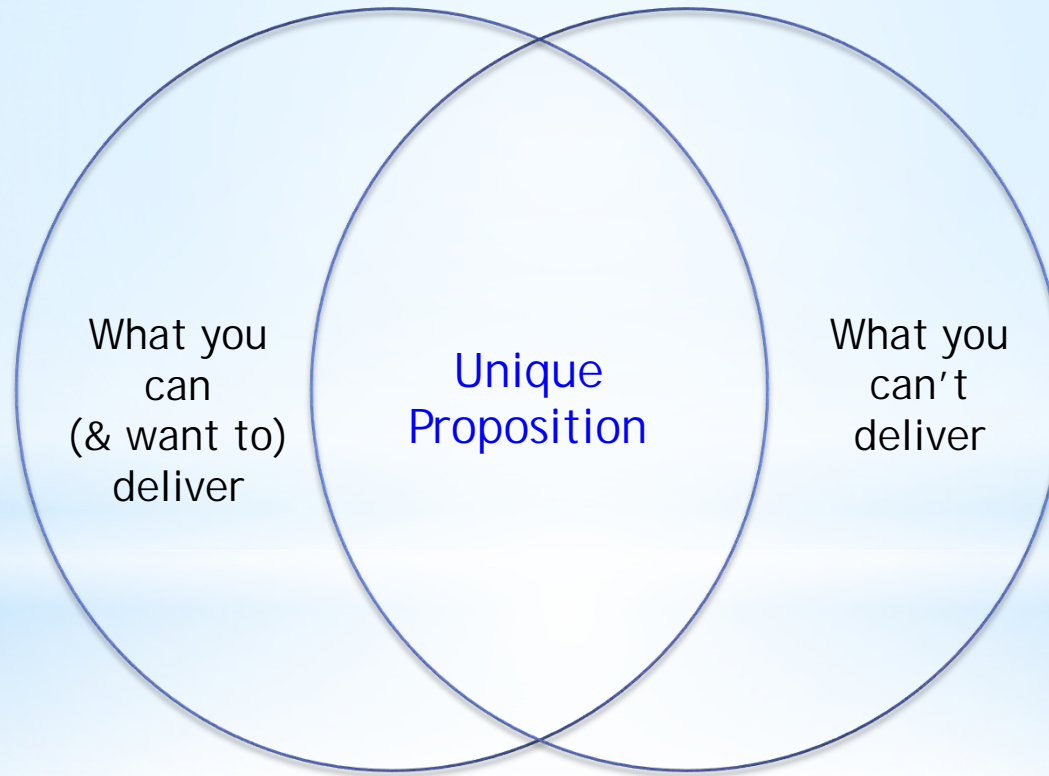 What you
can
(& want to)
deliver
Unique
Proposition
What you
can't
deliver